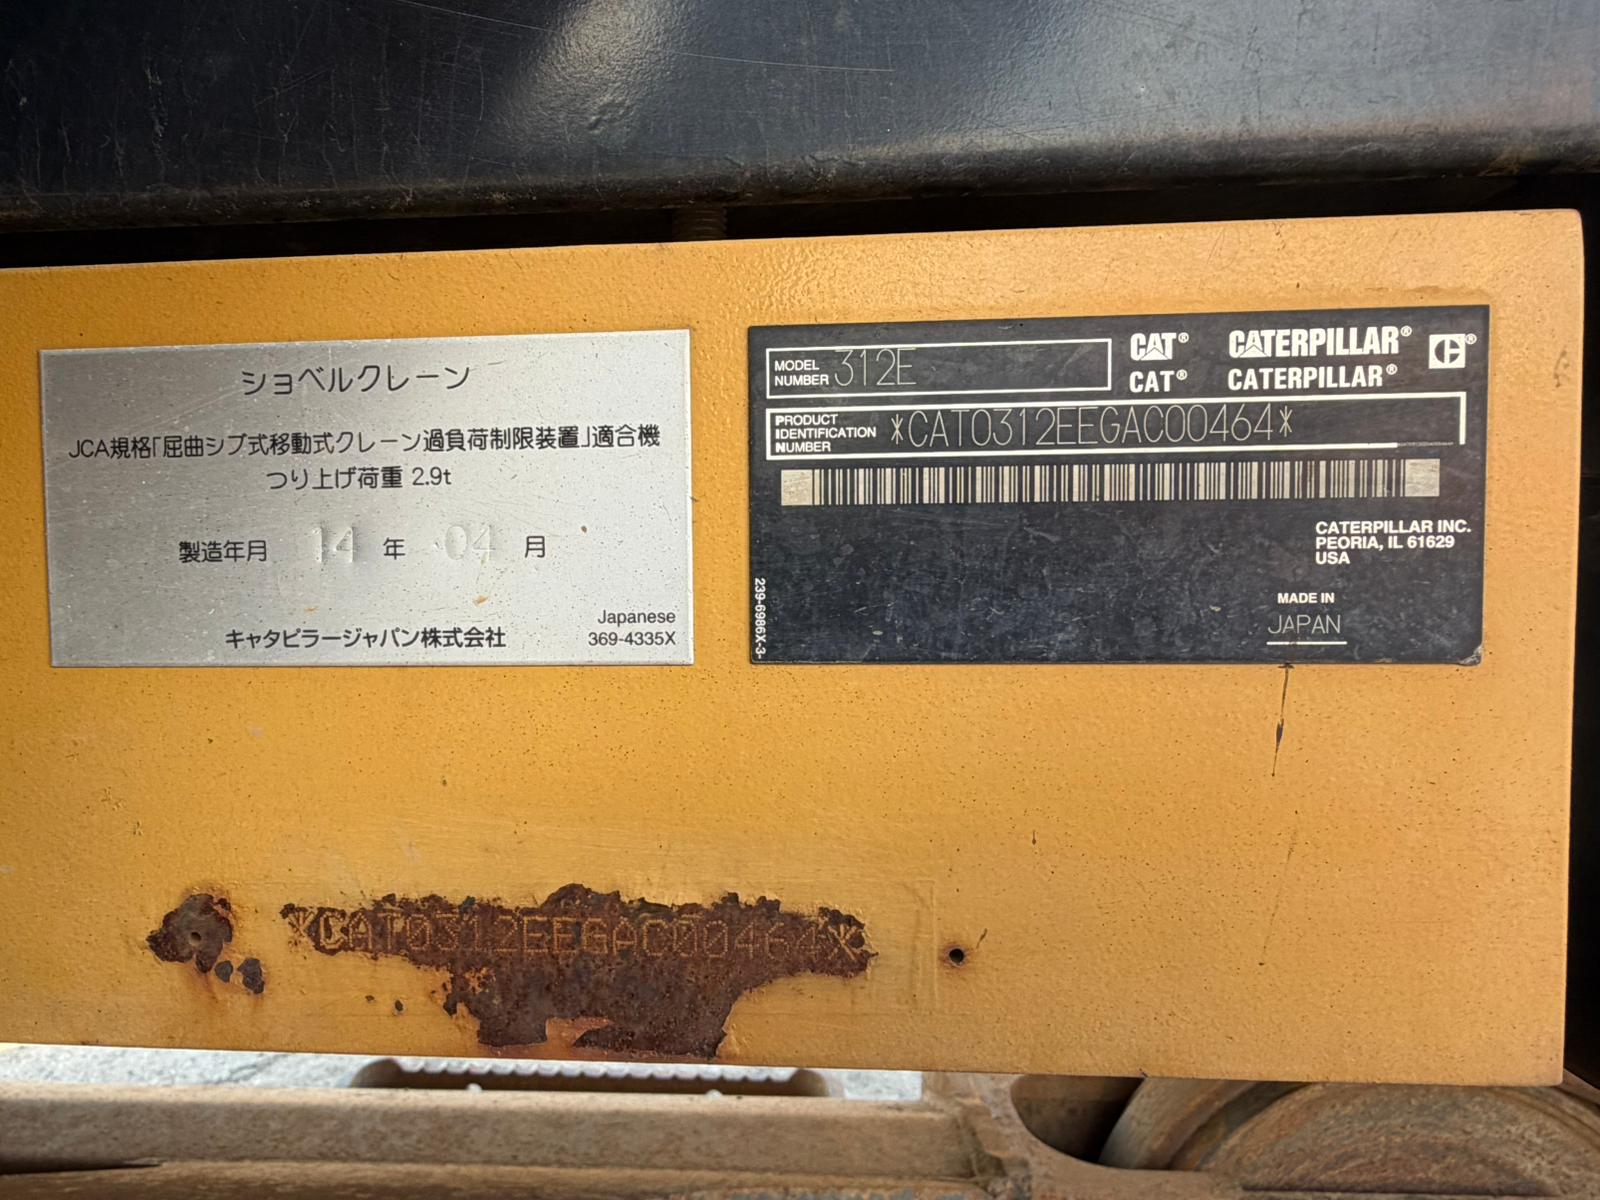 ショベルクレーン
JCA規格「屈曲シブ式移動式クレーン過負荷制限装置」適合機
つり上げ荷重 2.9t
製造年月 14 年 04 月
キャタピラージャパン株式会社
Japanese
369-4335X
MODEL
NUMBER 312E
CAT® CATERPILLAR®
CAT® CATERPILLAR®
PRODUCT
IDENTIFICATION
NUMBER
*CAT0312EEGAC00464*
CATERPILLAR INC.
PEORIA, IL 61629
USA
MADE IN
JAPAN
239-6986X-3-
*CAT0312EEGAC00464*